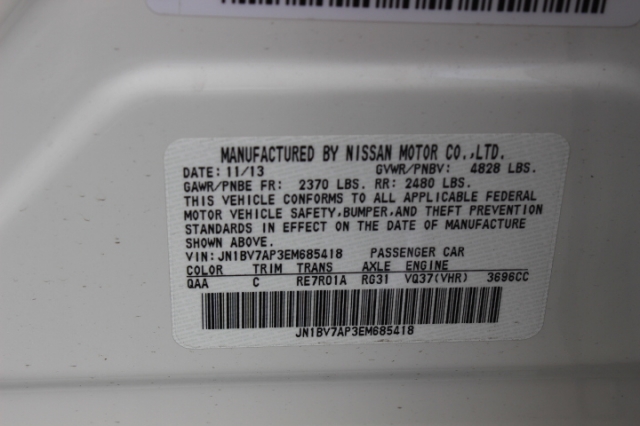 MANUFACTURED BY NISSAN MOTOR CO.,LTD.
DATE: 11/13 GVWR/PNBV: 4828 LBS.
GAWR/PNBE FR: 2370 LBS. RR: 2480 LBS.
THIS VEHICLE CONFORMS TO ALL APPLICABLE FEDERAL
MOTOR VEHICLE SAFETY,BUMPER,AND THEFT PREVENTION
STANDARDS IN EFFECT ON THE DATE OF MANUFACTURE
SHOWN ABOVE.
VIN:JN1BV7AP3EM685418 PASSENGER CAR
COLOR TRIM TRANS AXLE ENGINE
QAA C RE7R01A RG31 VQ37(VHR) 3696CC
JN1BV7AP3EM685418